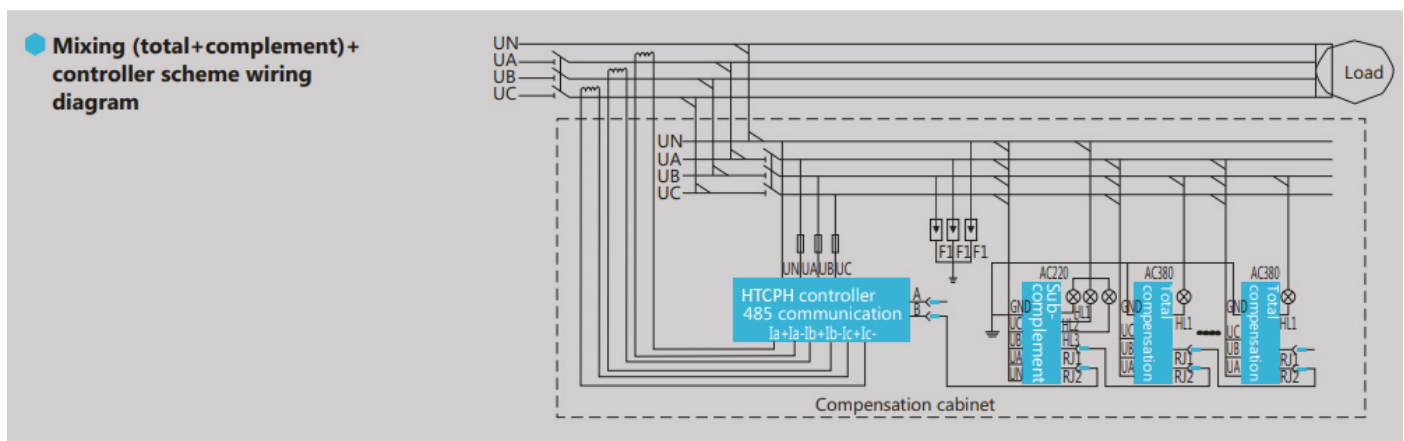 Mixing (total+complement)+
controller scheme wiring
diagram
UN
UA
UB
UC
Load
UN
UA
UB
UC
F1 F1 F1
UN UA UB UC
HTCPH controller
485 communication
Ia+Ia-Ib+Ib-Ic+Ic-
A
B
AC220
Sub-
complement
GND
UC
UB
UA
UN
HL1
HL2
HL3
RJ1
RJ2
AC380
Total
compensation
GND
UC
UB
UA
HL1
RJ1
RJ2
AC380
Total
compensation
GND
UC
UB
UA
HL1
RJ1
RJ2
Compensation cabinet